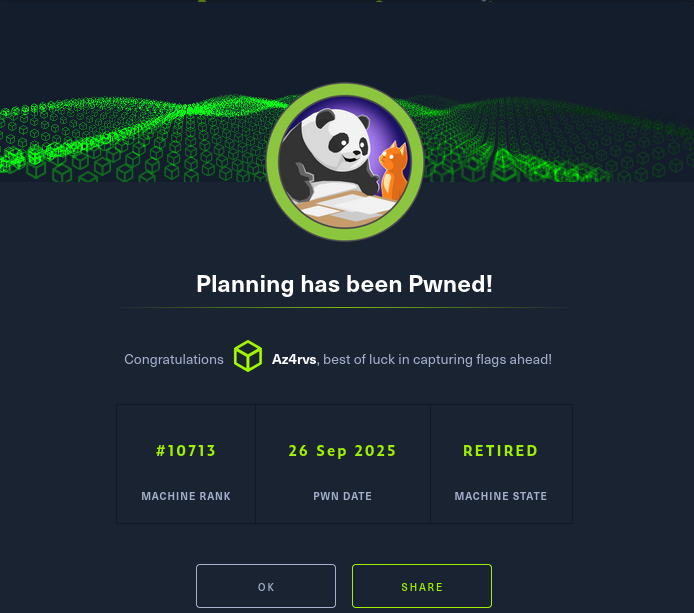 Planning has been Pwned!
Congratulations Az4rvs, best of luck in capturing flags ahead!
#10713 26 Sep 2025 RETIRED
MACHINE RANK PWN DATE MACHINE STATE
OK SHARE